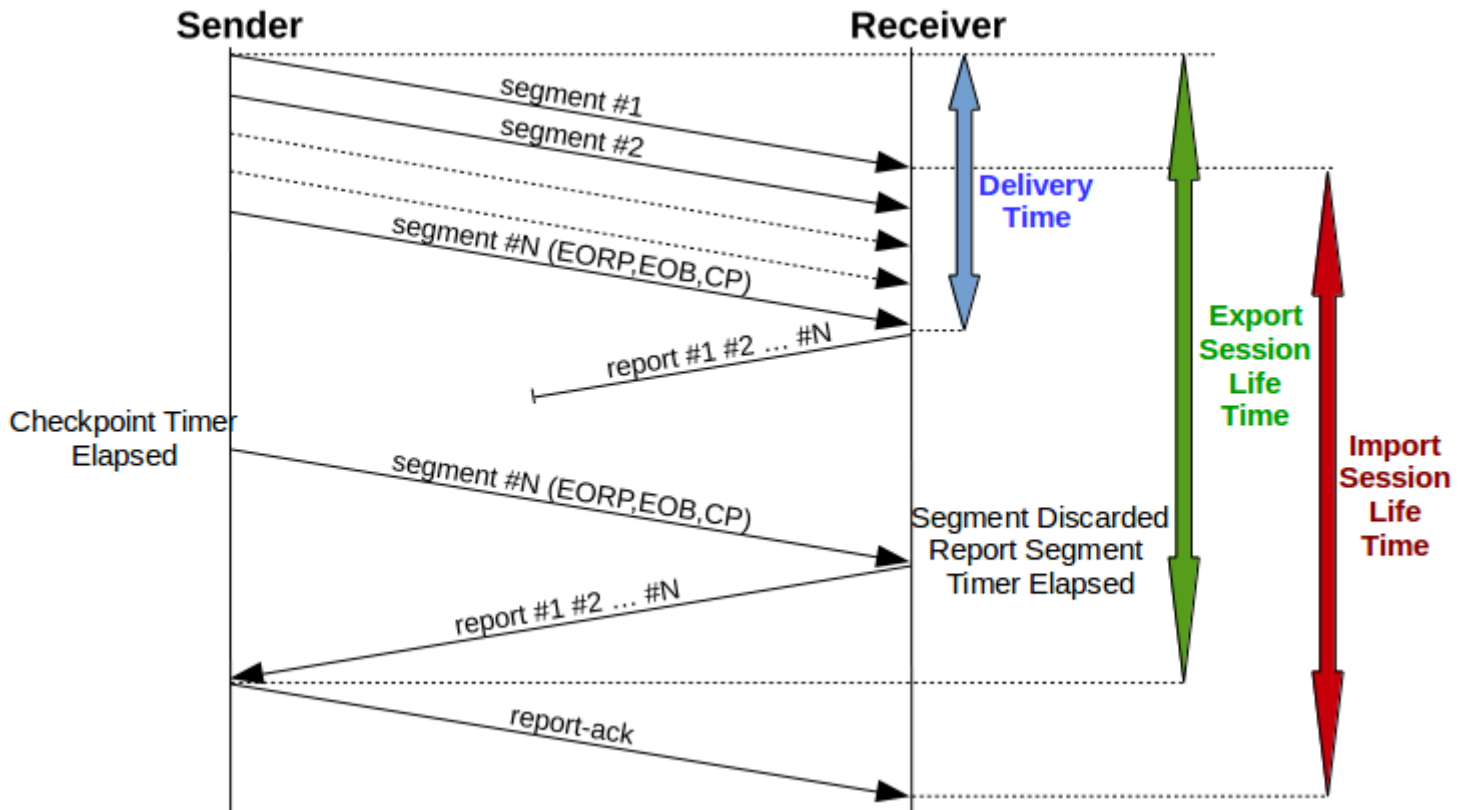 Sender
Receiver
segment #1
segment #2
Delivery
Time
segment #N (EORP,EOB,CP)
Export
Session
Life
Time
report #1 #2 … #N
Checkpoint Timer
Elapsed
Import
Session
Life
Time
segment #N (EORP,EOB,CP)
Segment Discarded
Report Segment
Timer Elapsed
report #1 #2 … #N
report-ack